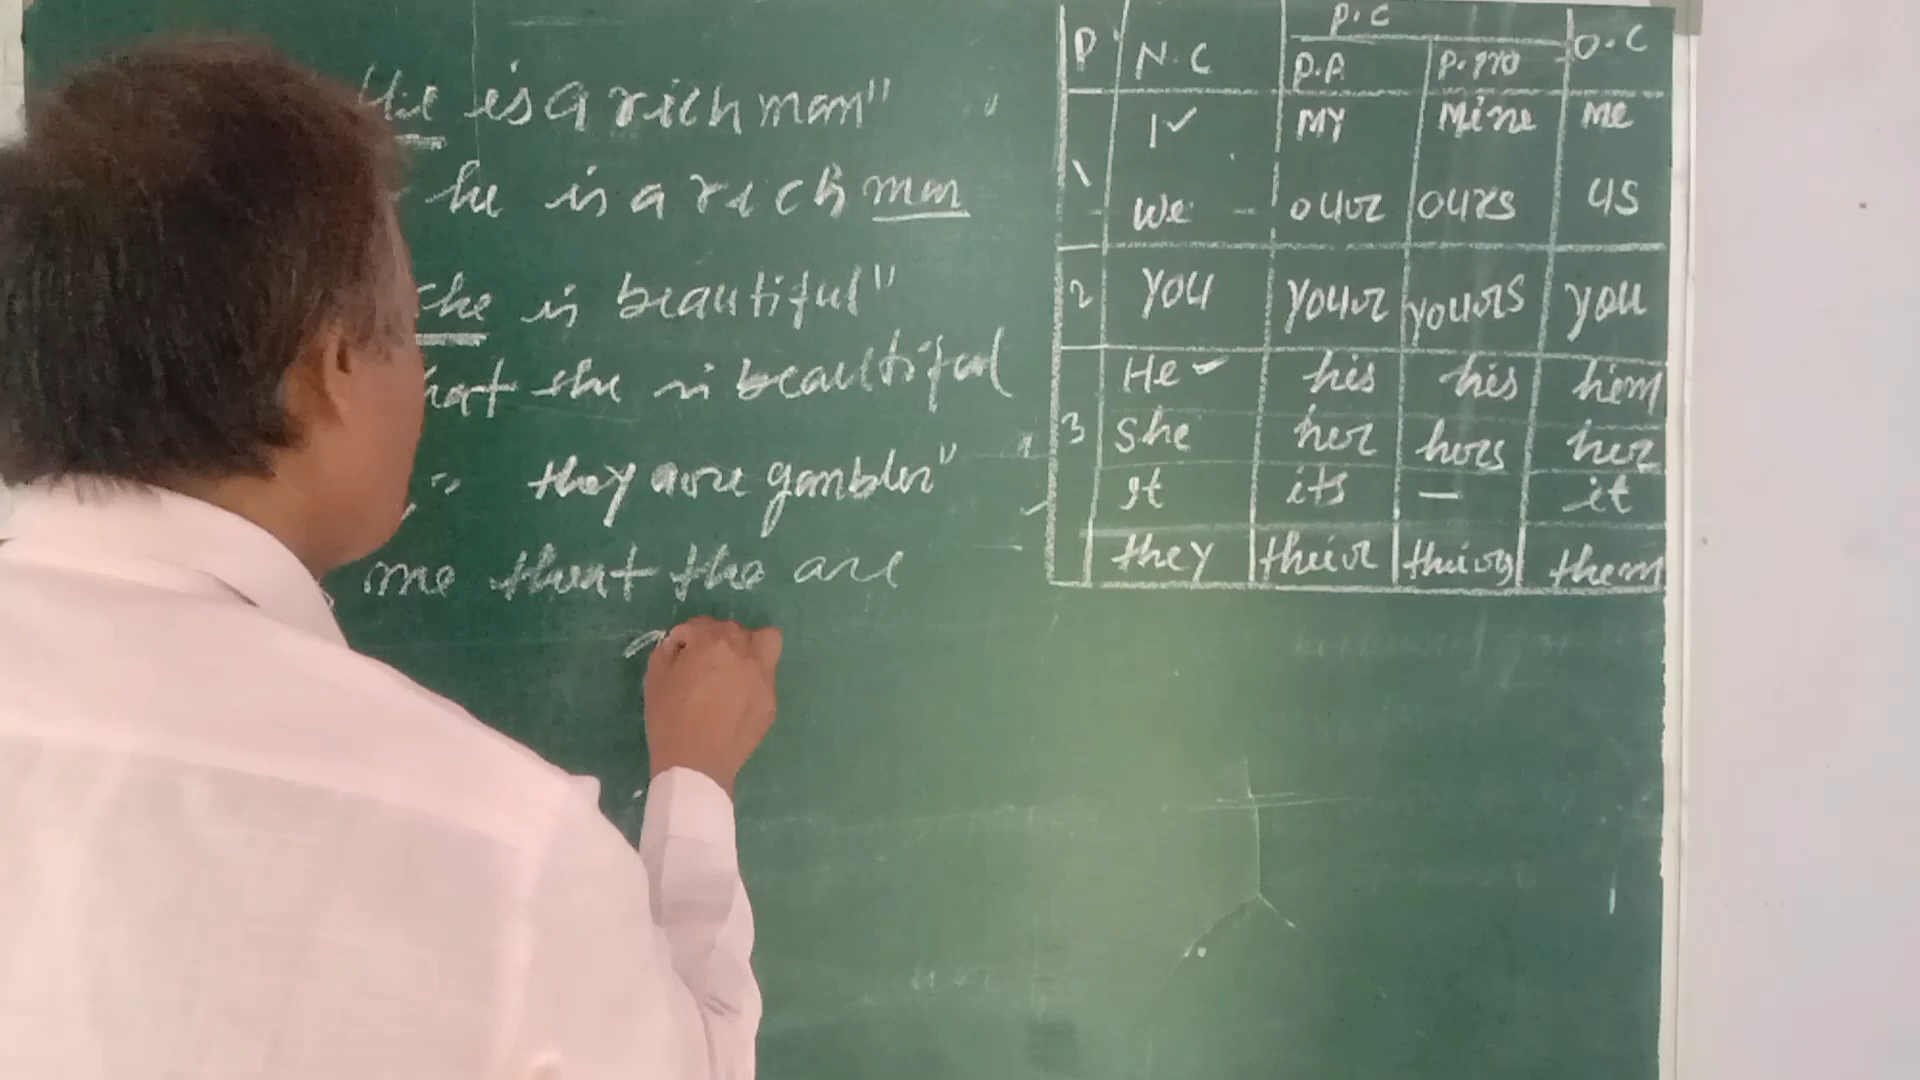 He is a rich man"
he is a rich man
she is beautiful"
that she is beautiful
they are gambler"
me that the are
P N.C P.C O.C
P.A P.Pro
1 I ✓ MY Mine me
We our ours us
2 You Your yours you
He ✓ his his him
3 She her hers her
It its — it
they their theirs them